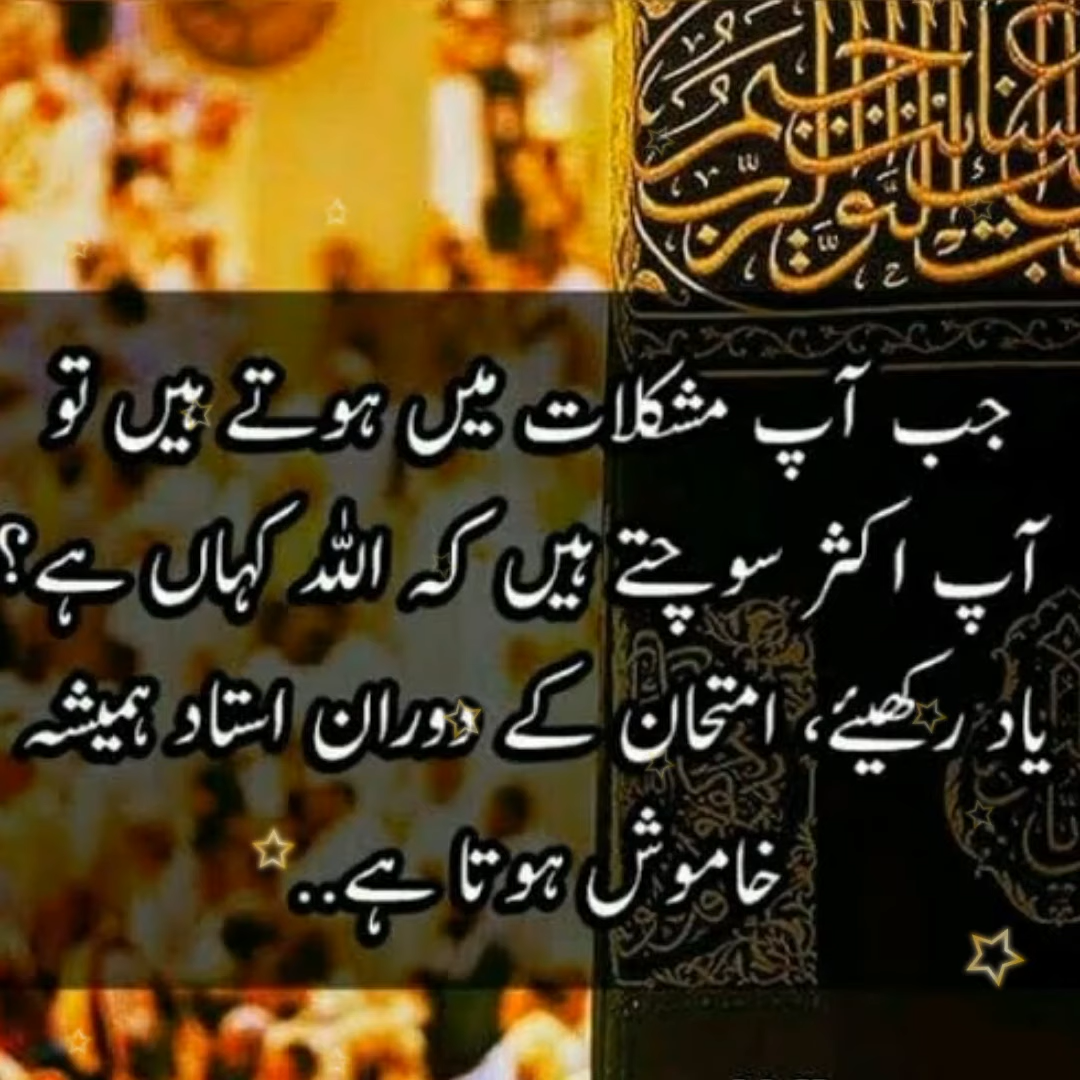 جب آپ مشکلات میں ہوتے ہیں تو
آپ اکثر سوچتے ہیں کہ اللہ کہاں ہے؟
یاد رکھیئے، امتحان کے دوران استاد ہمیشہ
خاموش ہوتا ہے..